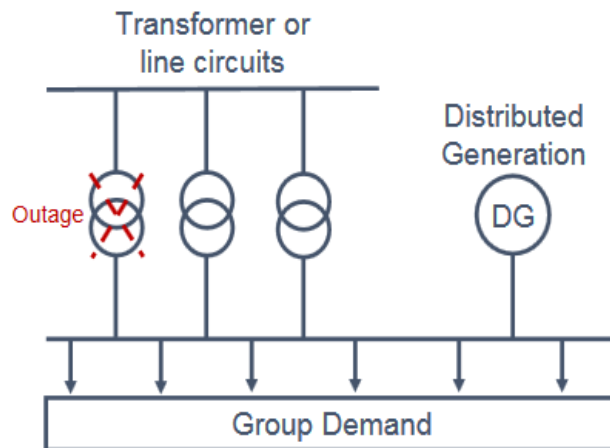 Transformer or
line circuits
Distributed
Generation
Outage
DG
Group Demand